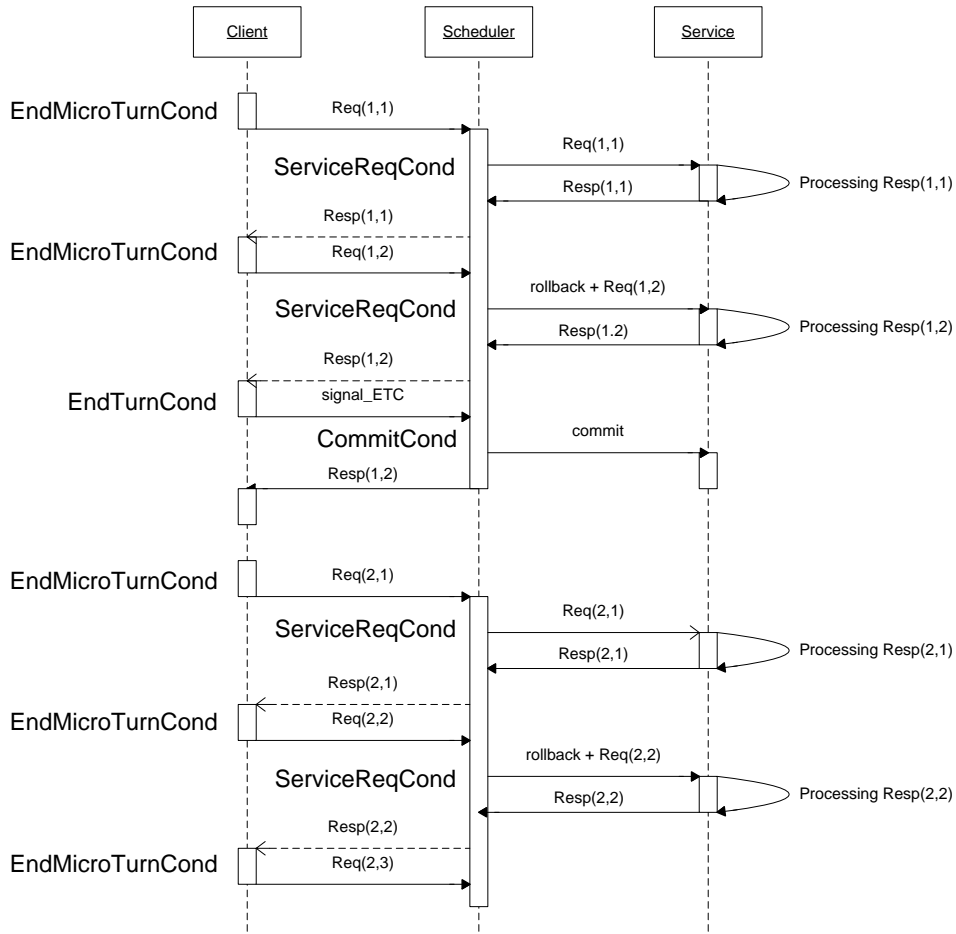 Client
Scheduler
Service
EndMicroTurnCond
Req(1,1)
ServiceReqCond
Req(1,1)
Resp(1,1)
Processing Resp(1,1)
Resp(1,1)
EndMicroTurnCond
Req(1,2)
ServiceReqCond
rollback + Req(1,2)
Resp(1.2)
Processing Resp(1,2)
Resp(1,2)
EndTurnCond
signal_ETC
CommitCond
commit
Resp(1,2)
EndMicroTurnCond
Req(2,1)
ServiceReqCond
Req(2,1)
Resp(2,1)
Processing Resp(2,1)
Resp(2,1)
EndMicroTurnCond
Req(2,2)
ServiceReqCond
rollback + Req(2,2)
Resp(2,2)
Processing Resp(2,2)
Resp(2,2)
EndMicroTurnCond
Req(2,3)